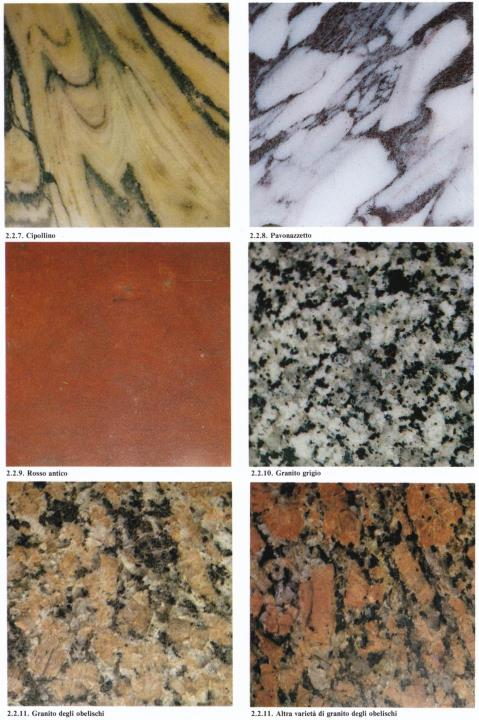 2.2.7. Cipollino
2.2.8. Pavonazzetto
2.2.9. Rosso antico
2.2.10. Granito grigio
2.2.11. Granito degli obelischi
2.2.11. Altra varietà di granito degli obelischi